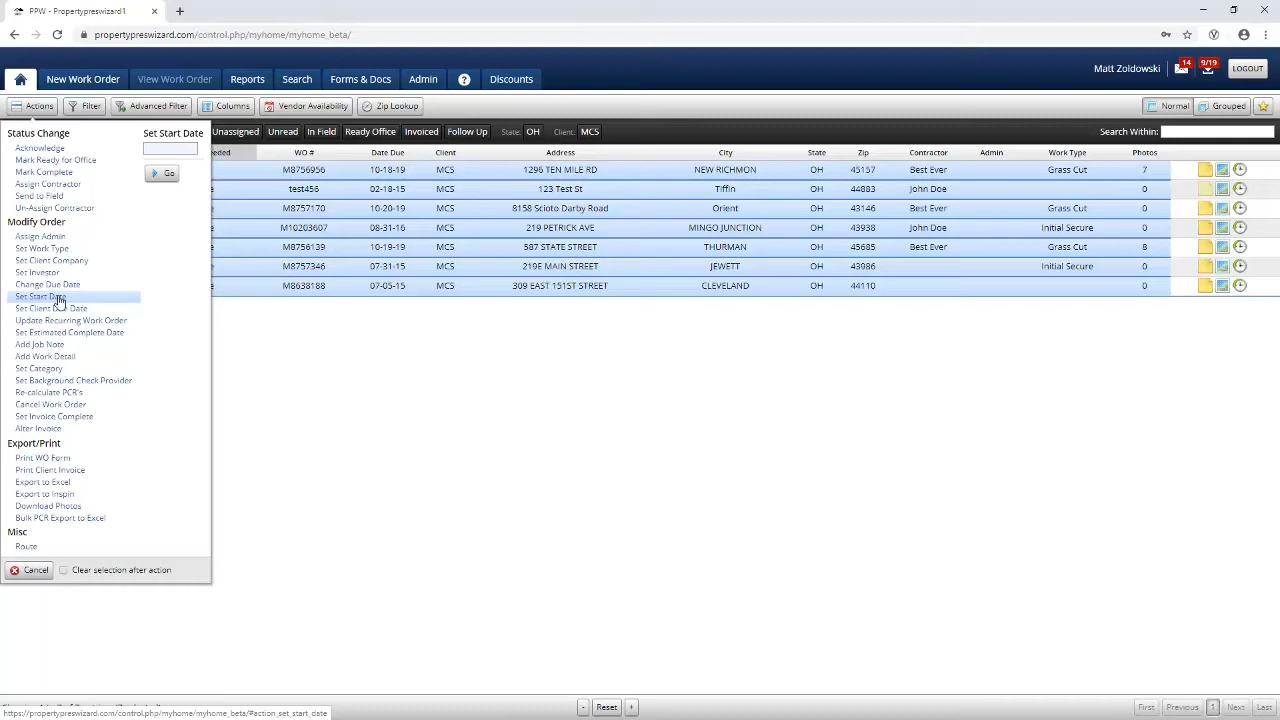 PPW - Propertypreswizard1
propertypreswizard.com/control.php/myhome/myhome_beta/
New Work Order View Work Order Reports Search Forms & Docs Admin ? Discounts
Matt Zoldowski 14 9/19 LOGOUT
Actions Filter Advanced Filter Columns Vendor Availability Zip Lookup Normal Grouped
Unassigned Unread In Field Ready Office Invoiced Follow Up State: OH Client: MCS Search Within:
WO # Date Due Client Address City State Zip Contractor Admin Work Type Photos
M8756956 10-18-19 MCS 1296 TEN MILE RD NEW RICHMON OH 45157 Best Ever Grass Cut 7
test456 02-18-15 MCS 123 Test St Tiffin OH 44883 John Doe 0
M8757170 10-20-19 MCS 8158 Scioto Darby Road Orient OH 43146 Best Ever Grass Cut 0
M10203607 08-31-16 MCS 219 PETRICK AVE MINGO JUNCTION OH 43938 John Doe Initial Secure 0
M8756139 10-19-19 MCS 587 STATE STREET THURMAN OH 45685 Best Ever Grass Cut 8
M8757346 07-31-15 MCS 219E MAIN STREET JEWETT OH 43986 Initial Secure 0
M8638188 07-05-15 MCS EAST 151ST STREET CLEVELAND OH 44110 0
Status Change
Acknowledge
Mark Ready for Office
Mark Complete
Assign Contractor
Send to Field
Un-Assign Contractor
Modify Order
Assign Admin
Set Work Type
Set Client Company
Set Investor
Change Due Date
Set Start
Set Client Date
Update Recurring Work Order
Set Estimated Complete Date
Add Job Note
Add Work Detail
Set Category
Set Background Check Provider
Re-calculate PCR's
Cancel Work Order
Set Invoice Complete
Alter Invoice
Export/Print
Print WO Form
Print Client Invoice
Export to Excel
Export to Inspin
Download Photos
Bulk PCR Export to Excel
Misc
Route
Cancel Clear selection after action
Set Start Date
Go
- Reset + First Previous 1 Next Last
https://propertypreswizard.com/control.php/myhome/myhome_beta/#action_set_start_date